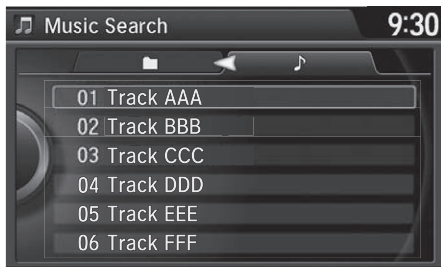 Music Search 9:30
01 Track AAA
02 Track BBB
03 Track CCC
04 Track DDD
05 Track EEE
06 Track FFF